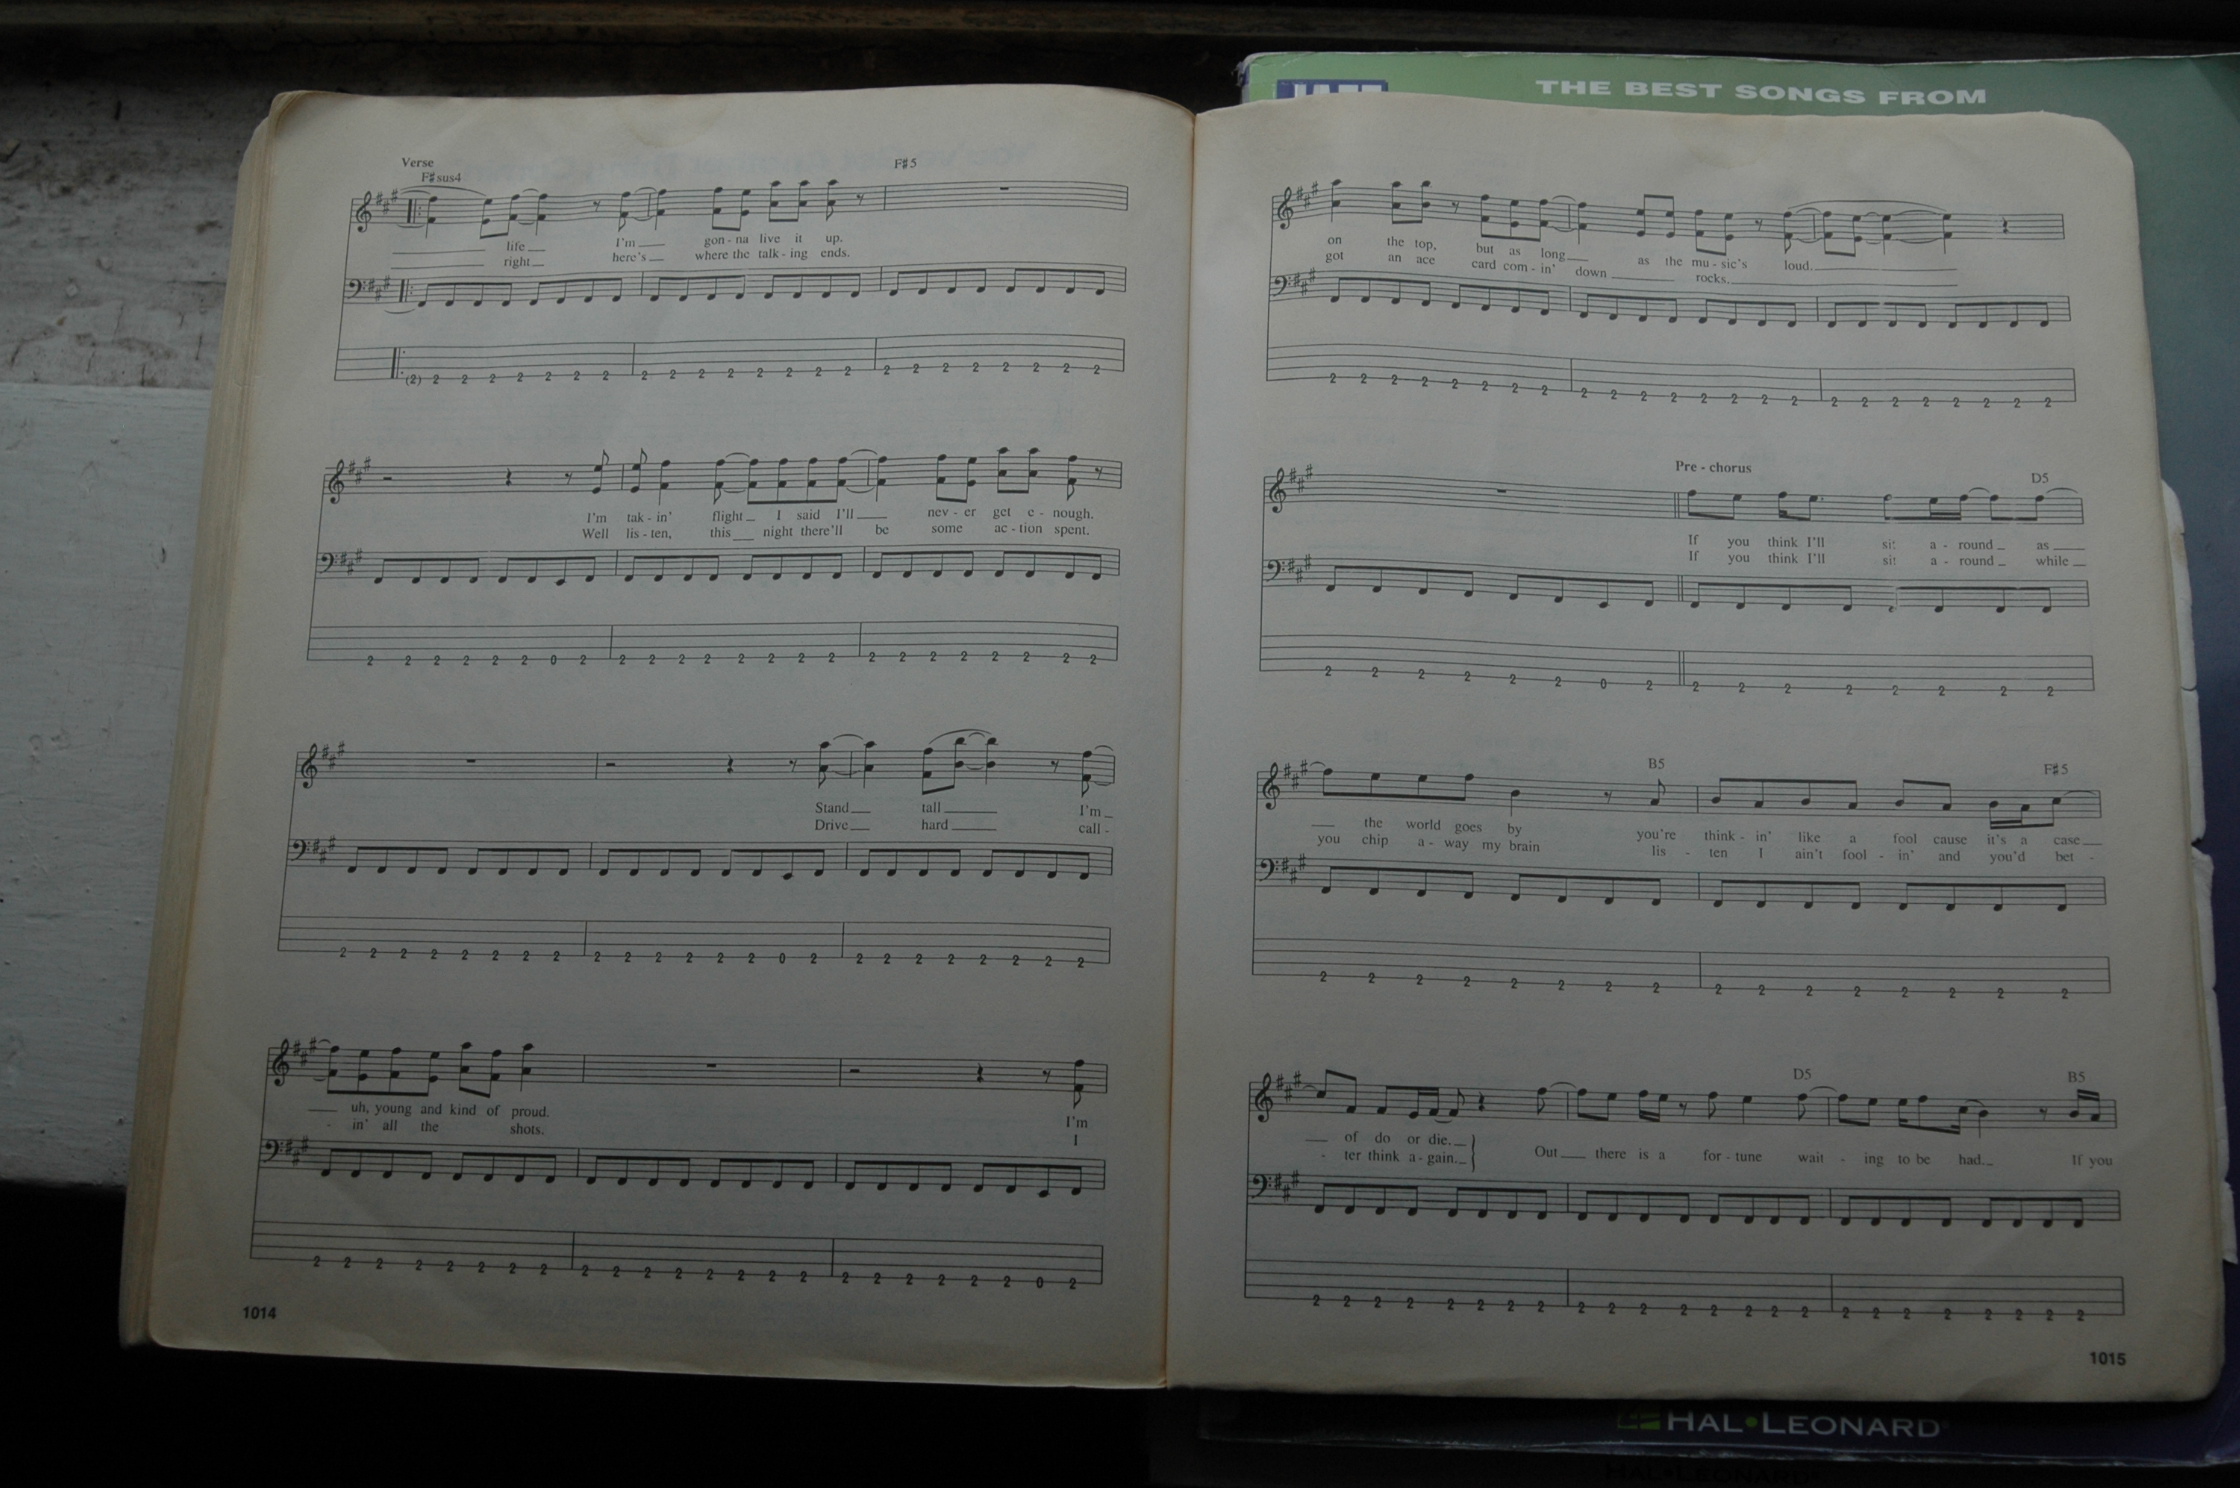 THE BEST SONGS FROM
Verse
F#sus4 F#5
life I'm gon - na live it up.
right here's where the talk - ing ends.
(2) 2 2 2 2 2 2 2 2 2 2 2 2 2 2 2 2 2 2 2 2 2 2 2
I'm tak - in' flight I said I'll nev - er get e - nough.
Well lis - ten, this night there'll be some ac - tion spent.
2 2 2 2 2 2 0 2 2 2 2 2 2 2 2 2 2 2 2 2 2 2 2 2
Stand tall I'm
Drive hard call -
2 2 2 2 2 2 2 2 2 2 2 2 2 2 0 2 2 2 2 2 2 2 2 2
uh, young and kind of proud. I'm
- in' all the shots. I
2 2 2 2 2 2 2 2 2 2 2 2 2 2 2 2 2 2 2 2 2 2 0 2
1014
on the top, but as long as the mu - sic's loud.
got an ace card com - in' down rocks.
2 2 2 2 2 2 2 2 2 2 2 2 2 2 2 2 2 2 2 2 2 2 2 2
Pre - chorus
D5
If you think I'll sit a - round as
If you think I'll sit a - round while
2 2 2 2 2 2 0 2 2 2 2 2 2 2 2 2
B5 F#5
the world goes by you're think - in' like a fool cause it's a case
you chip a - way my brain lis - ten I ain't fool - in' and you'd bet -
2 2 2 2 2 2 2 2 2 2 2 2 2 2 2 2
D5 B5
of do or die. Out there is a for - tune wait - ing to be had. If you
- ter think a - gain.
2 2 2 2 2 2 2 2 2 2 2 2 2 2 2 2 2 2 2 2 2 2 2 2
1015
HAL•LEONARD